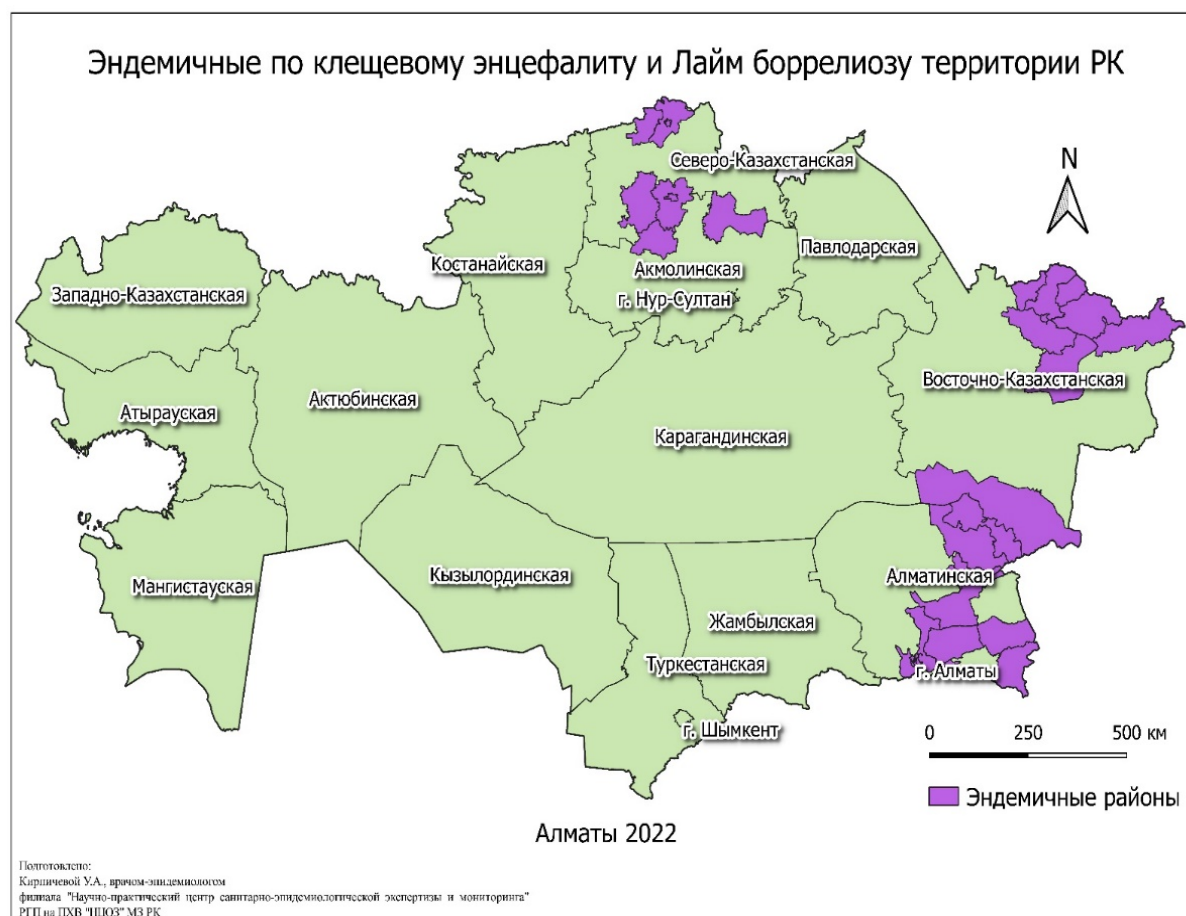 Эндемичные по клещевому энцефалиту и Лайм боррелиозу территории РК
N
Северо-Казахстанская
Костанайская
Павлодарская
Акмолинская
Западно-Казахстанская
г. Нур-Султан
Восточно-Казахстанская
Атырауская
Актюбинская
Карагандинская
Мангистауская
Кызылординская
Алматинская
Жамбылская
Туркестанская
г. Алматы
г. Шымкент
0 250 500 км
Эндемичные районы
Алматы 2022
Подготовлено:
Кирпичевой У.А., врачом-эпидемиологом
филиала "Научно-практический центр санитарно-эпидемиологической экспертизы и мониторинга"
РГП на ПХВ "НЦОЗ" МЗ РК